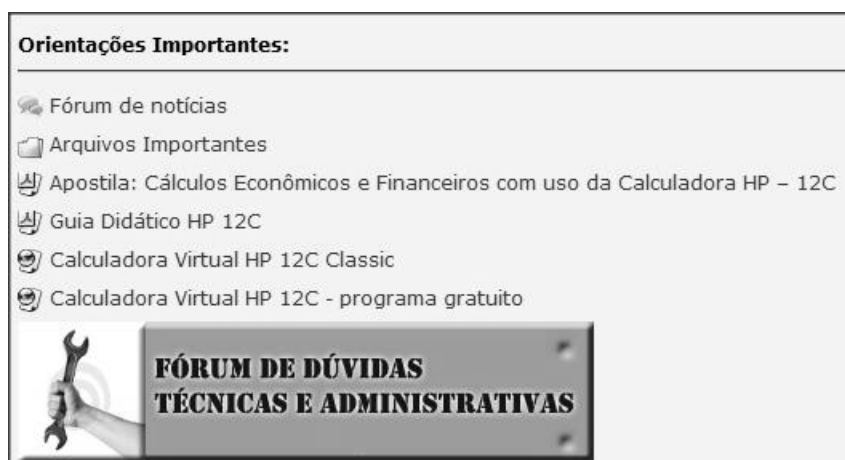 Orientações Importantes:
Fórum de notícias
Arquivos Importantes
Apostila: Cálculos Econômicos e Financeiros com uso da Calculadora HP – 12C
Guia Didático HP 12C
Calculadora Virtual HP 12C Classic
Calculadora Virtual HP 12C - programa gratuito
FÓRUM DE DÚVIDAS
TÉCNICAS E ADMINISTRATIVAS